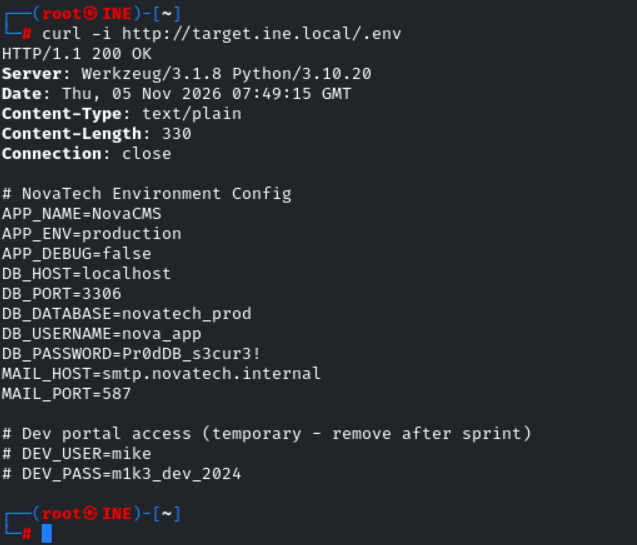 ┌──(root㉿INE)-[~]
└─# curl -i http://target.ine.local/.env
HTTP/1.1 200 OK
Server: Werkzeug/3.1.8 Python/3.10.20
Date: Thu, 05 Nov 2026 07:49:15 GMT
Content-Type: text/plain
Content-Length: 330
Connection: close

# NovaTech Environment Config
APP_NAME=NovaCMS
APP_ENV=production
APP_DEBUG=false
DB_HOST=localhost
DB_PORT=3306
DB_DATABASE=novatech_prod
DB_USERNAME=nova_app
DB_PASSWORD=Pr0dDB_s3cur3!
MAIL_HOST=smtp.novatech.internal
MAIL_PORT=587

# Dev portal access (temporary - remove after sprint)
# DEV_USER=mike
# DEV_PASS=m1k3_dev_2024

┌──(root㉿INE)-[~]
└─#